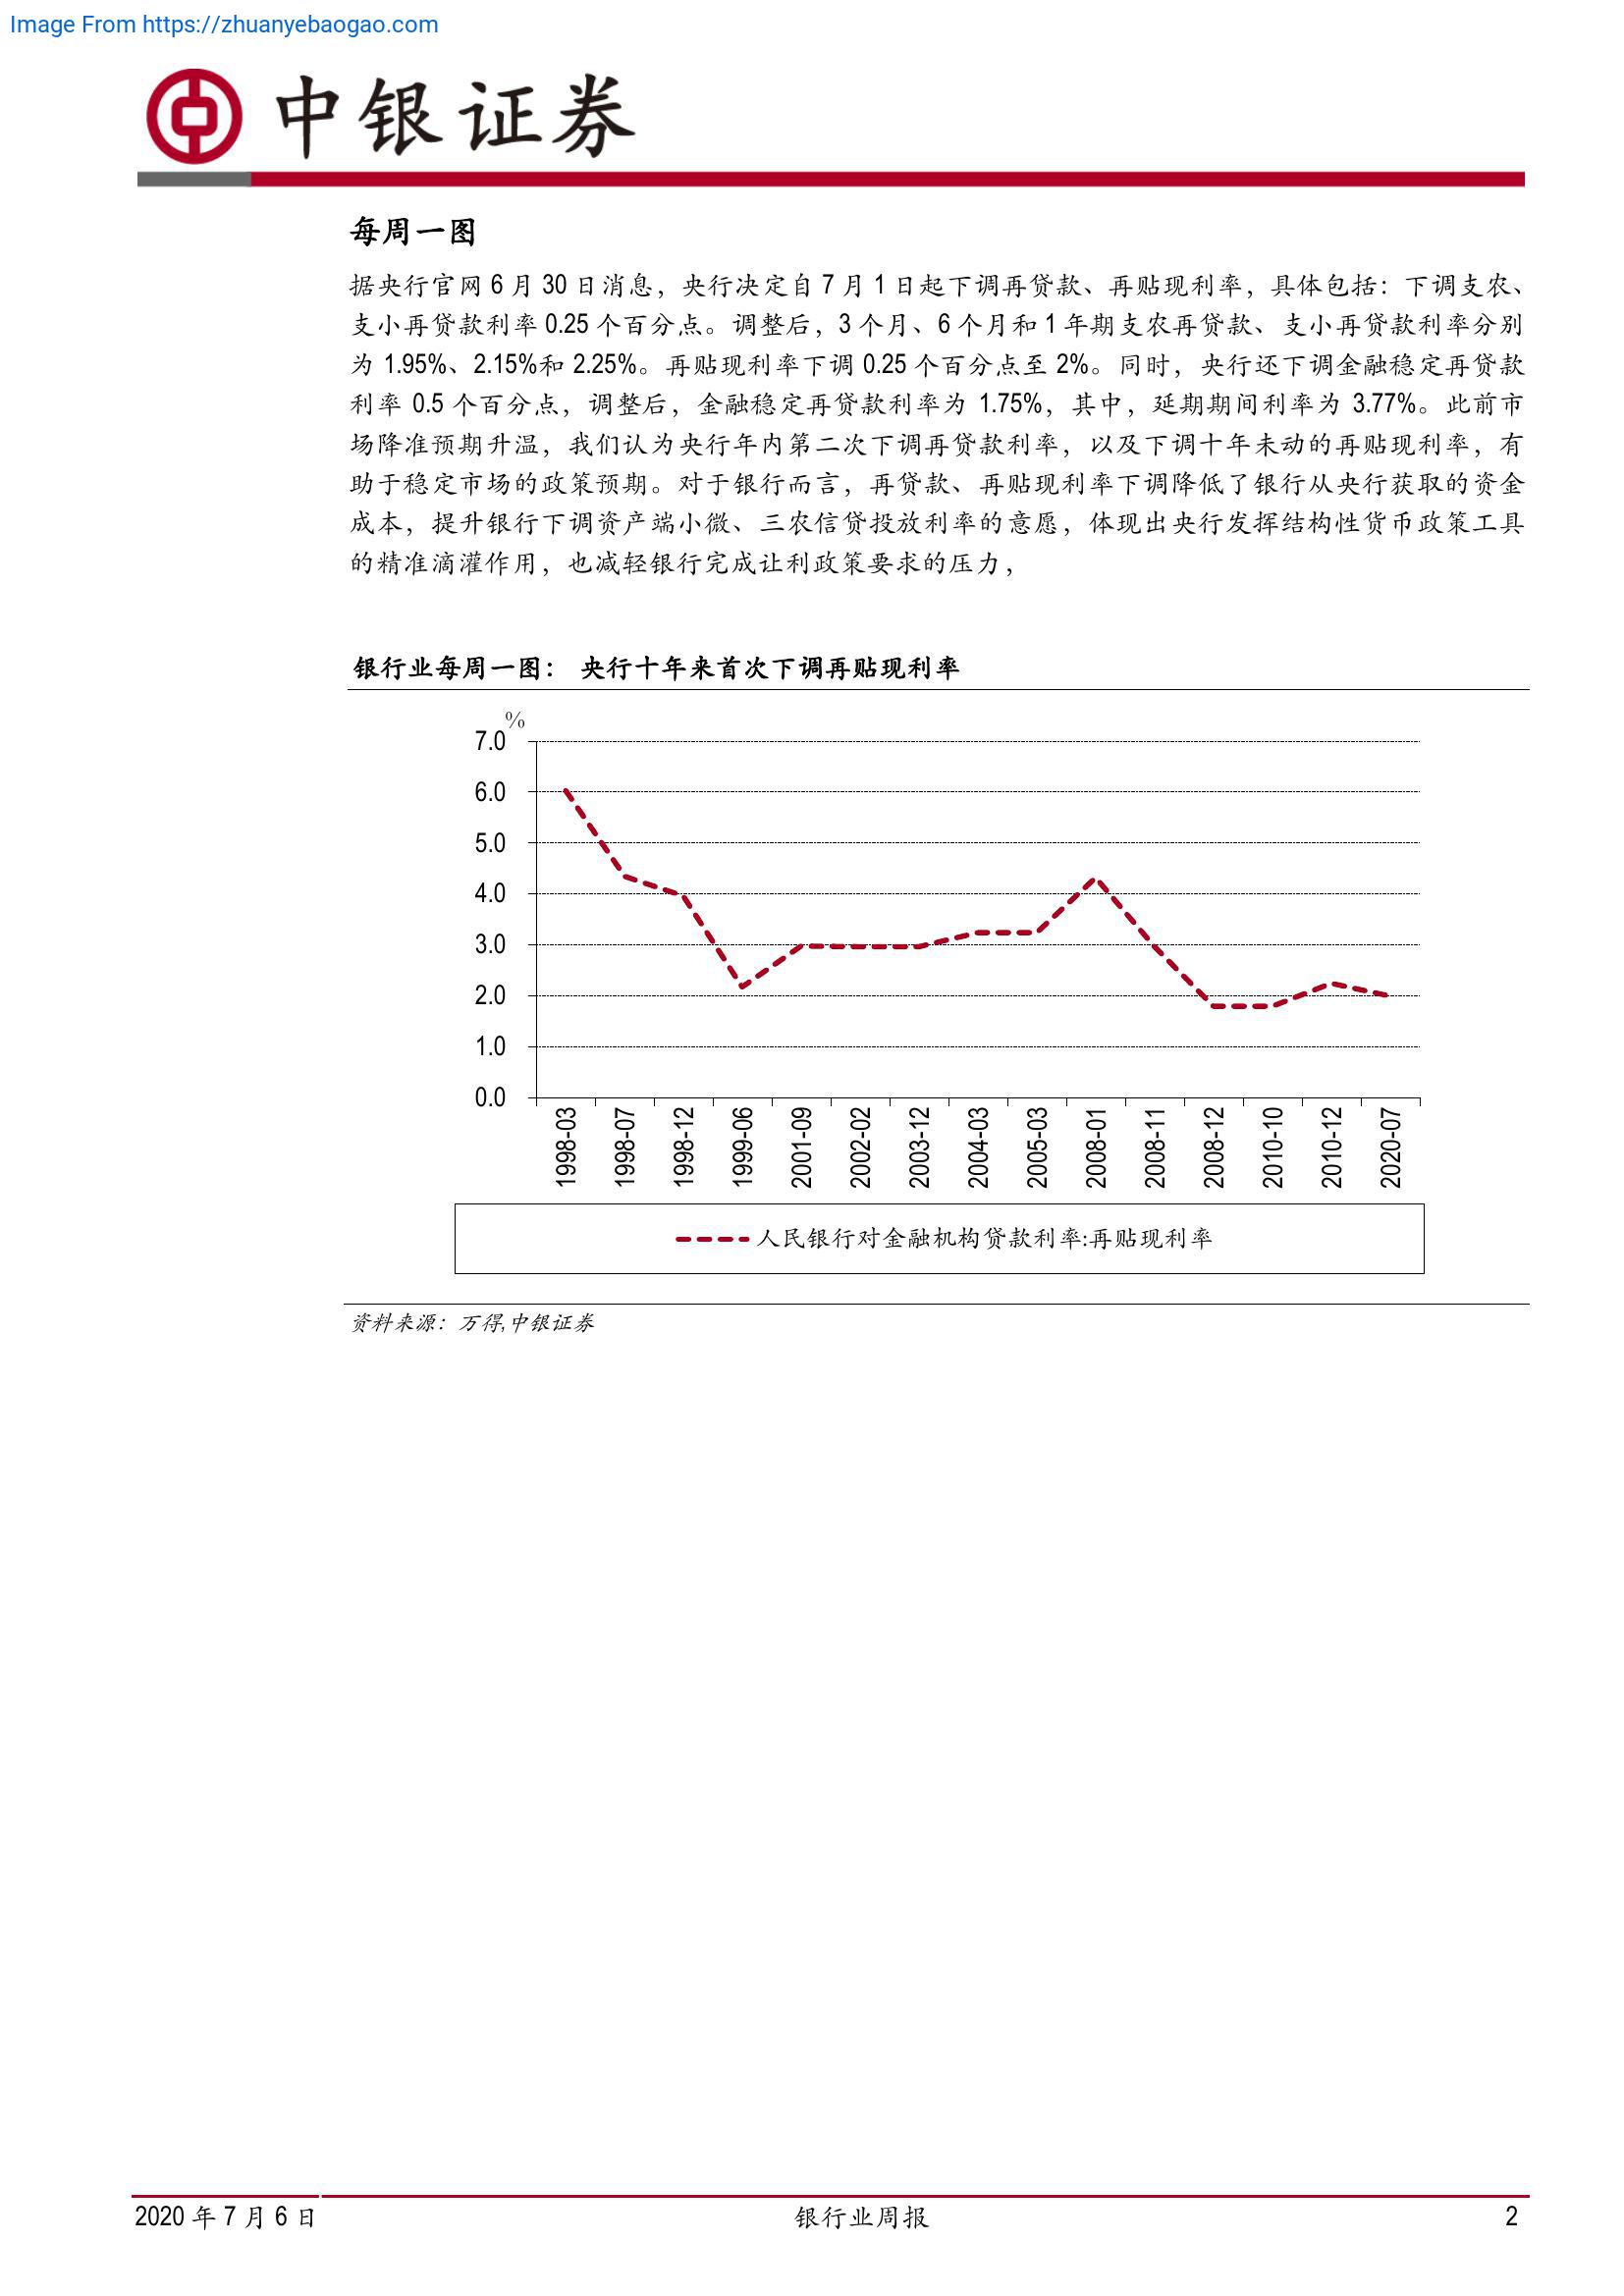 Image From https://zhuanyebaogao.com
中银证券
每周一图
据央行官网 6 月 30 日消息，央行决定自 7 月 1 日起下调再贷款、再贴现利率，具体包括：下调支农、
支小再贷款利率 0.25 个百分点。调整后，3 个月、6 个月和 1 年期支农再贷款、支小再贷款利率分别
为 1.95%、2.15%和 2.25%。再贴现利率下调 0.25 个百分点至 2%。同时，央行还下调金融稳定再贷款
利率 0.5 个百分点，调整后，金融稳定再贷款利率为 1.75%，其中，延期期间利率为 3.77%。此前市
场降准预期升温，我们认为央行年内第二次下调再贷款利率，以及下调十年未动的再贴现利率，有
助于稳定市场的政策预期。对于银行而言，再贷款、再贴现利率下调降低了银行从央行获取的资金
成本，提升银行下调资产端小微、三农信贷投放利率的意愿，体现出央行发挥结构性货币政策工具
的精准滴灌作用，也减轻银行完成让利政策要求的压力，
银行业每周一图： 央行十年来首次下调再贴现利率
%
7.0
6.0
5.0
4.0
3.0
2.0
1.0
0.0
1998-03
1998-07
1998-12
1999-06
2001-09
2002-02
2003-12
2004-03
2005-03
2008-01
2008-11
2008-12
2010-10
2010-12
2020-07
人民银行对金融机构贷款利率:再贴现利率
资料来源：万得,中银证券
2020 年 7 月 6 日
银行业周报
2